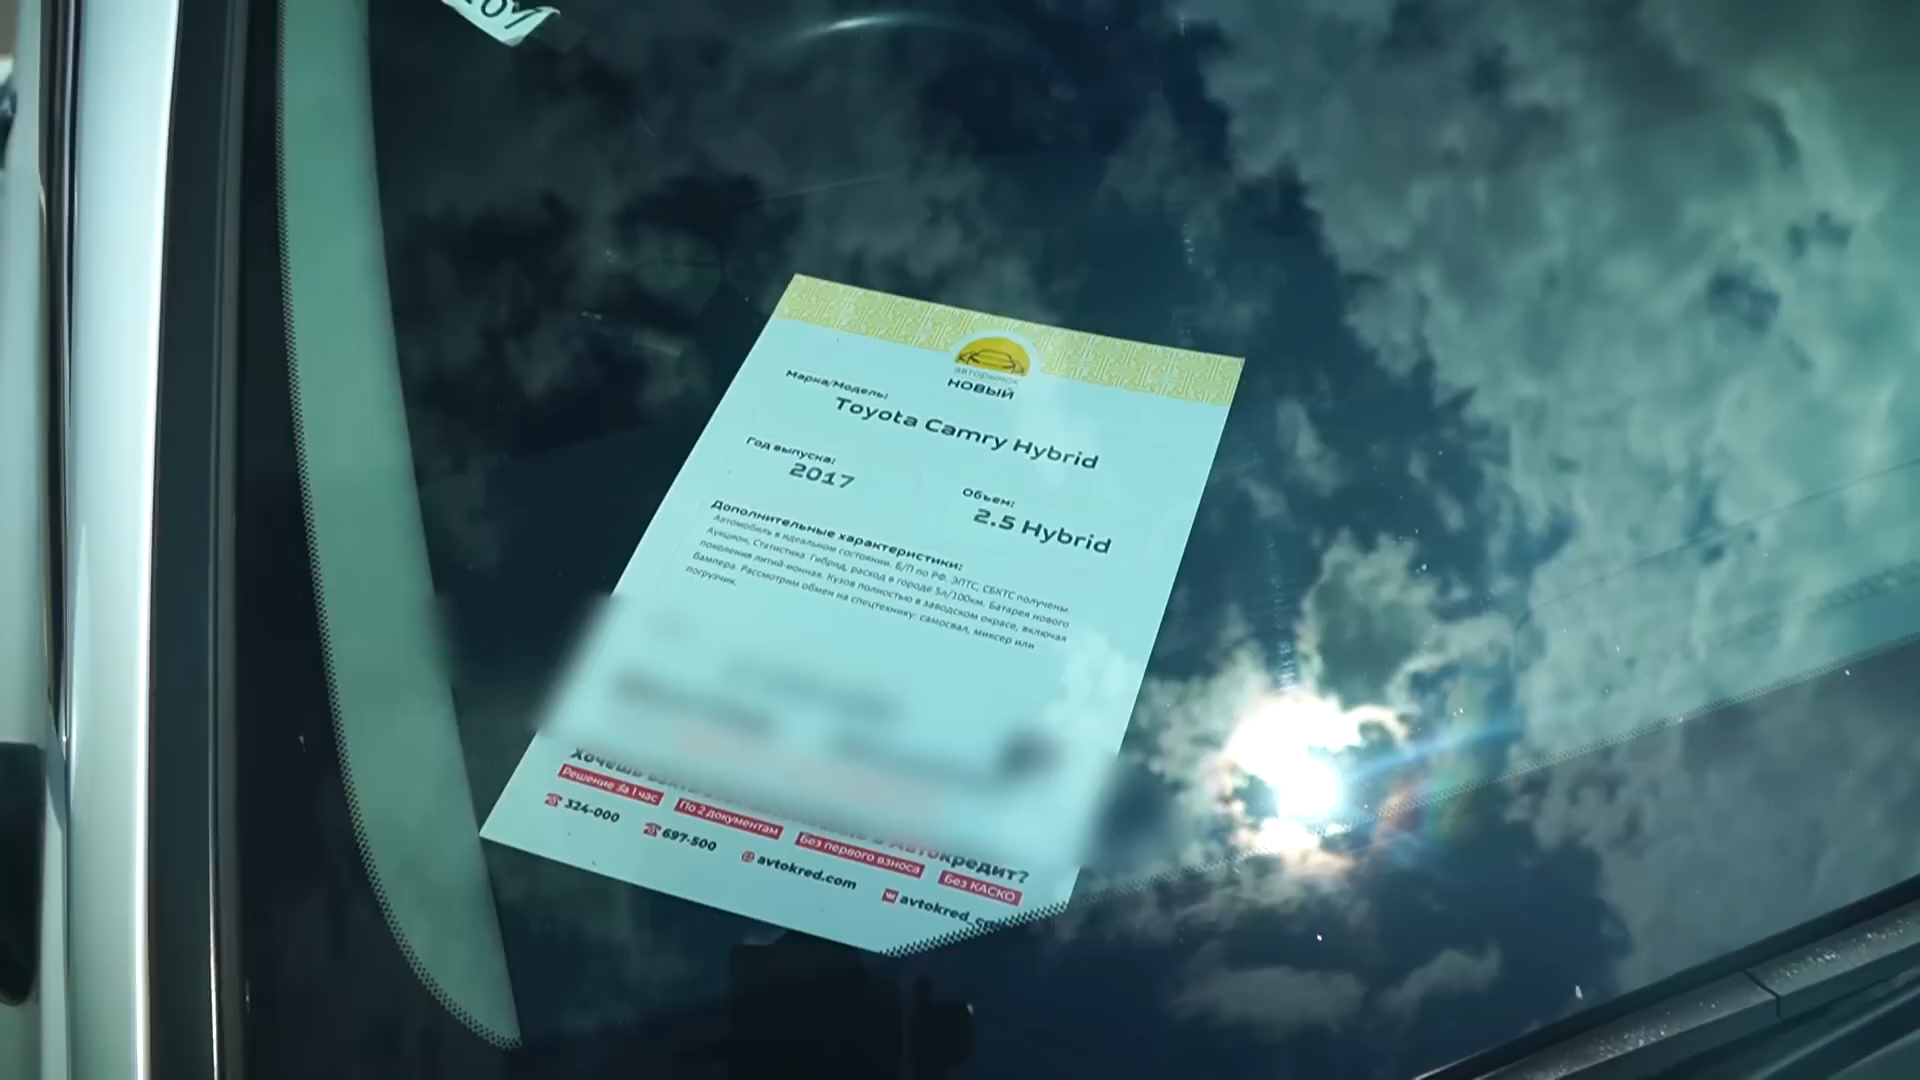 авторынок
НОВЫЙ
Марка/Модель:
Toyota Camry Hybrid
Год выпуска:
2017
Объем:
2.5 Hybrid
Дополнительные характеристики:
Автомобиль в идеальном состоянии. Б/П по РФ. ЭПТС, СБКТС получены.
Аукцион, Статистика. Гибрид, расход в городе 5л/100км. Батарея нового
поколения литий-ионная. Кузов полностью в заводском окрасе, включая
бампера. Рассмотрим обмен на спецтехнику: самосвал, миксер или
погрузчик.
Хочешь в Автокредит?
Решение за 1 час По 2 документам Без первого взноса Без КАСКО
324-000 697-500 avtokred.com avtokred_